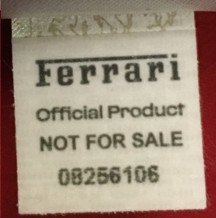 Ferrari
Official Product
NOT FOR SALE
08256106